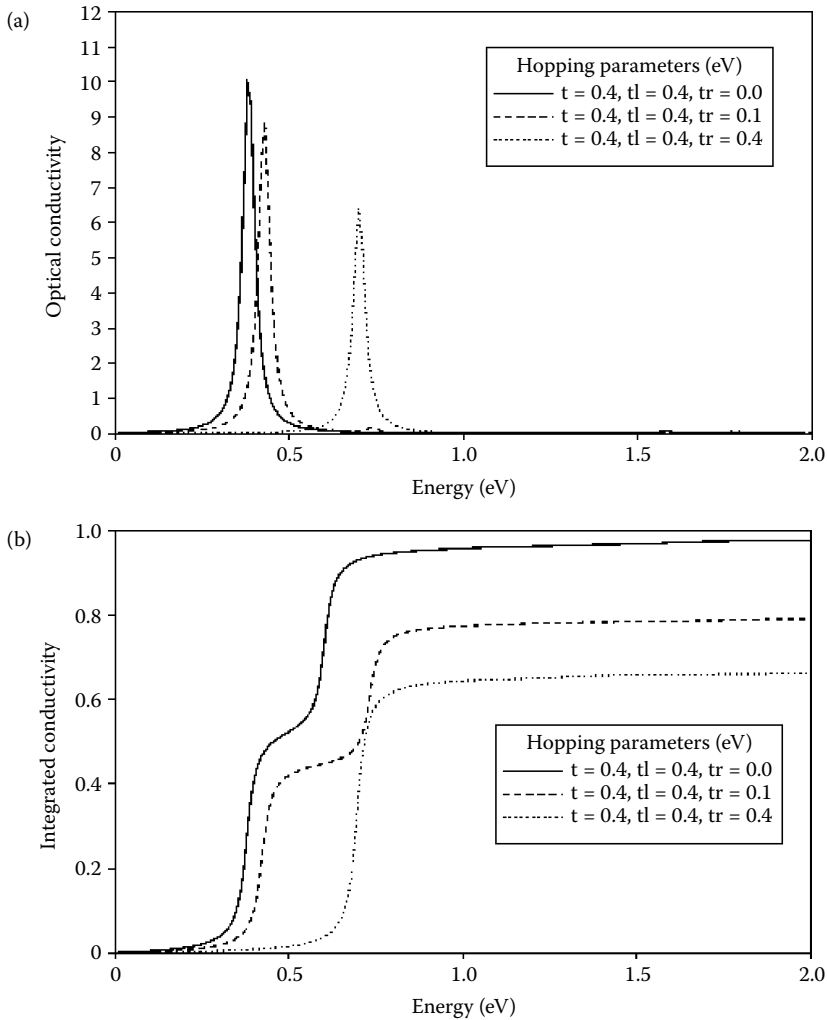 (a)
12
11
10
9
8
7
6
5
4
3
2
1
0
Optical conductivity
Hopping parameters (eV)
t = 0.4, tl = 0.4, tr = 0.0
t = 0.4, tl = 0.4, tr = 0.1
t = 0.4, tl = 0.4, tr = 0.4
0 0.5 1.0 1.5 2.0
Energy (eV)
(b)
1.0
0.8
0.6
0.4
0.2
0
Integrated conductivity
Hopping parameters (eV)
t = 0.4, tl = 0.4, tr = 0.0
t = 0.4, tl = 0.4, tr = 0.1
t = 0.4, tl = 0.4, tr = 0.4
0 0.5 1.0 1.5 2.0
Energy (eV)